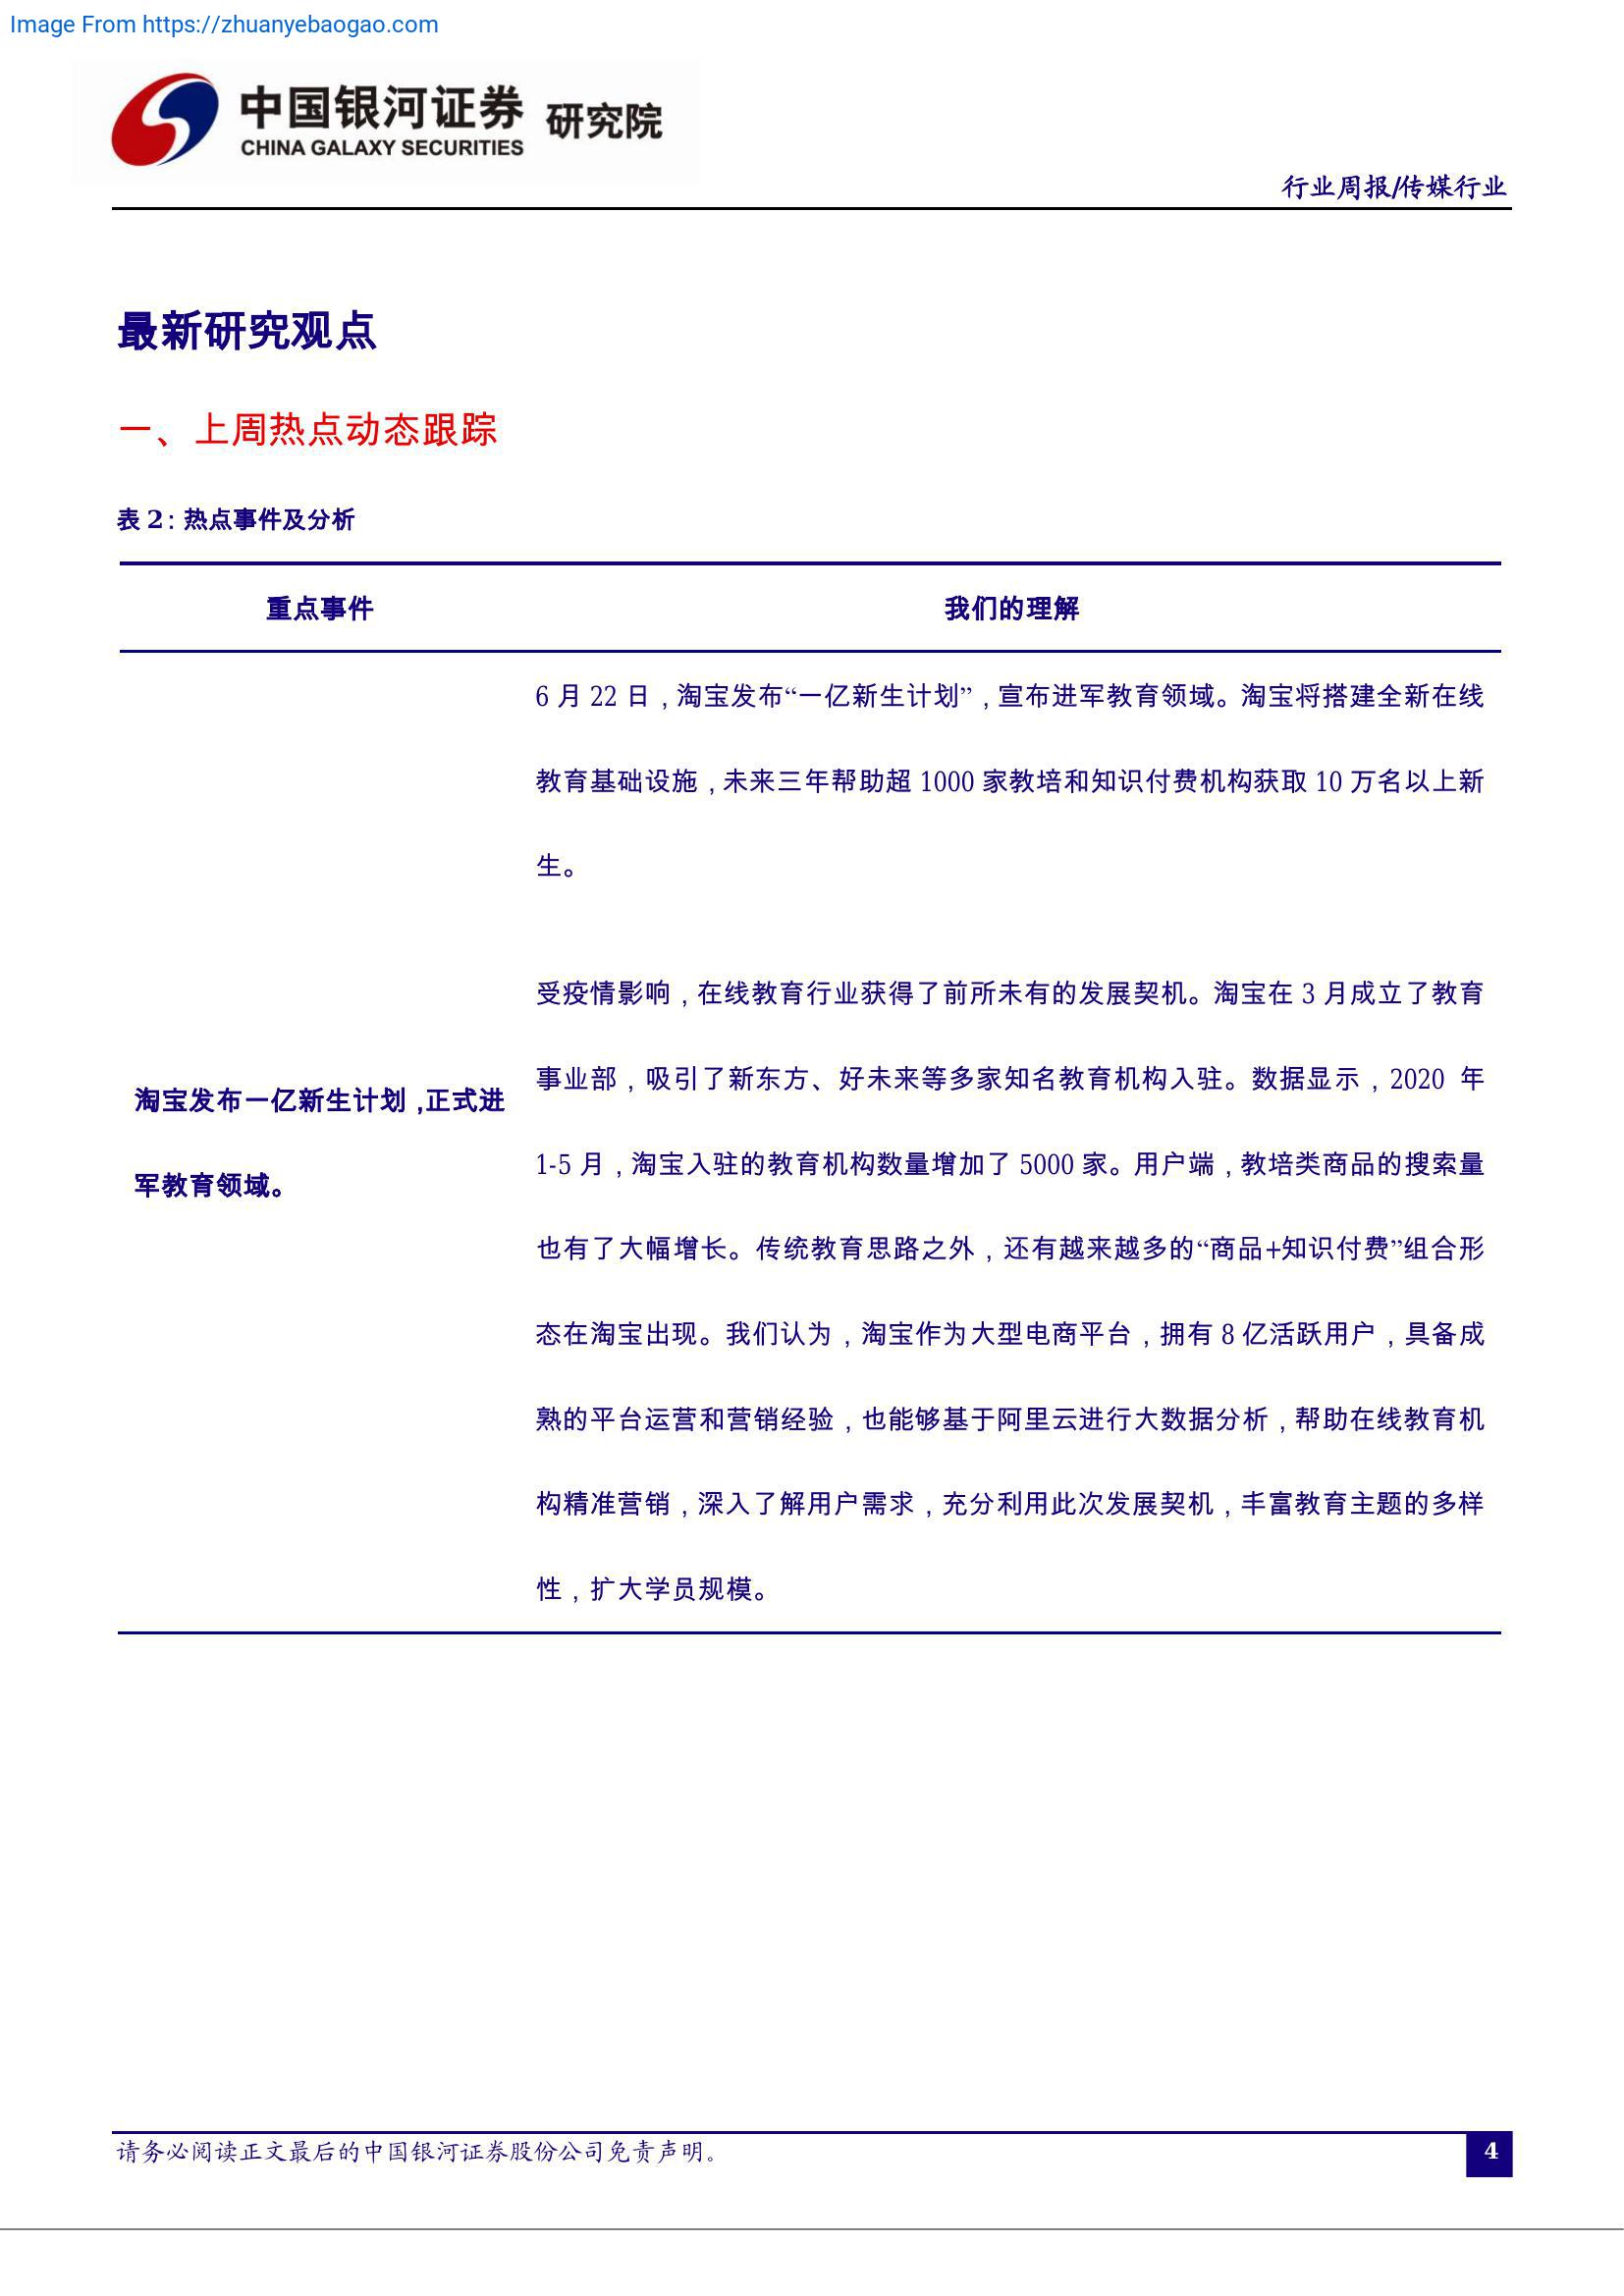 Image From https://zhuanyebaogao.com
中国银河证券 研究院
CHINA GALAXY SECURITIES
行业周报/传媒行业
最新研究观点
一、上周热点动态跟踪
表 2：热点事件及分析
重点事件 我们的理解
6 月 22 日，淘宝发布“一亿新生计划”，宣布进军教育领域。淘宝将搭建全新在线
教育基础设施，未来三年帮助超 1000 家教培和知识付费机构获取 10 万名以上新
生。
受疫情影响，在线教育行业获得了前所未有的发展契机。淘宝在 3 月成立了教育
事业部，吸引了新东方、好未来等多家知名教育机构入驻。数据显示，2020 年
淘宝发布一亿新生计划，正式进
军教育领域。
1-5 月，淘宝入驻的教育机构数量增加了 5000 家。用户端，教培类商品的搜索量
也有了大幅增长。传统教育思路之外，还有越来越多的“商品+知识付费”组合形
态在淘宝出现。我们认为，淘宝作为大型电商平台，拥有 8 亿活跃用户，具备成
熟的平台运营和营销经验，也能够基于阿里云进行大数据分析，帮助在线教育机
构精准营销，深入了解用户需求，充分利用此次发展契机，丰富教育主题的多样
性，扩大学员规模。
请务必阅读正文最后的中国银河证券股份公司免责声明。
4